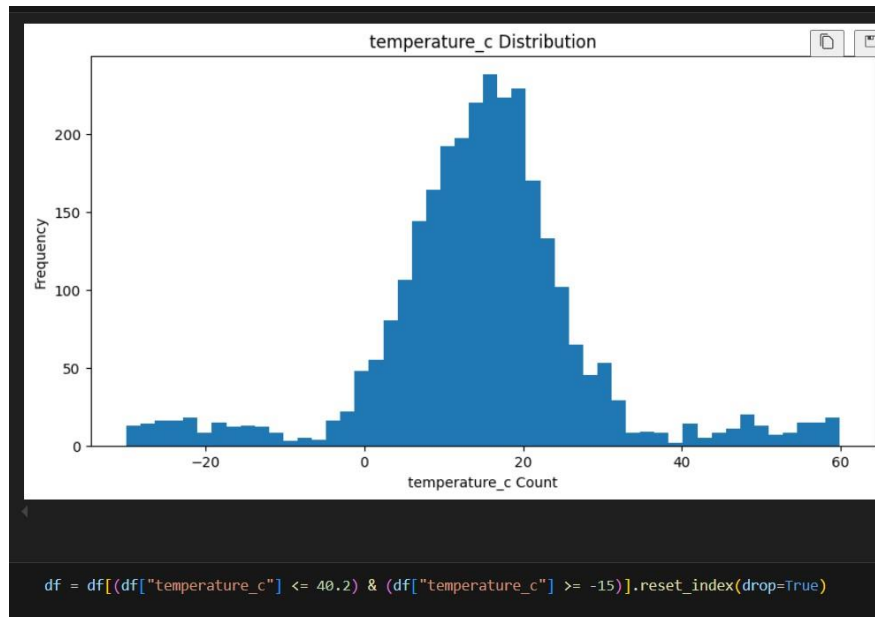 temperature_c Distribution
200
150
100
50
0
Frequency
−20
0
20
40
60
temperature_c Count
df = df[(df["temperature_c"] <= 40.2) & (df["temperature_c"] >= -15)].reset_index(drop=True)